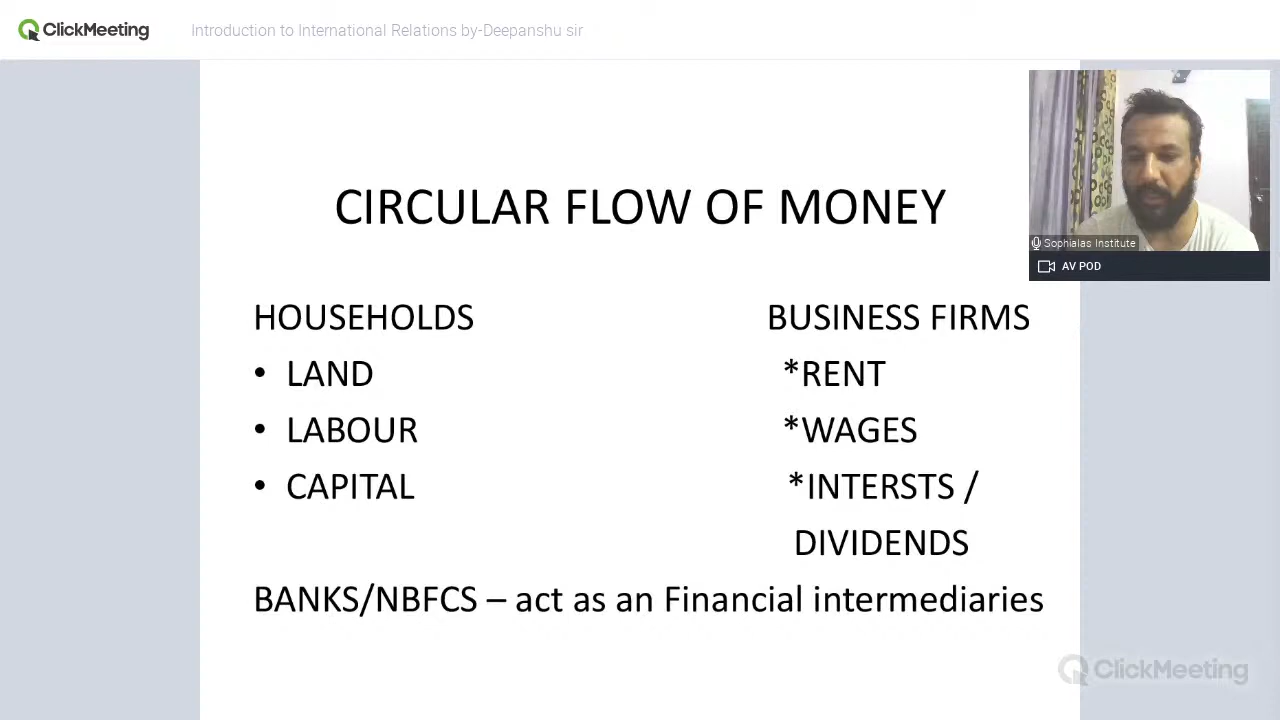 ClickMeeting
Introduction to International Relations by-Deepanshu sir
CIRCULAR FLOW OF MONEY
HOUSEHOLDS BUSINESS FIRMS
• LAND *RENT
• LABOUR *WAGES
• CAPITAL *INTERSTS /
DIVIDENDS
BANKS/NBFCS – act as an Financial intermediaries
Sophialas Institute
AV POD
ClickMeeting